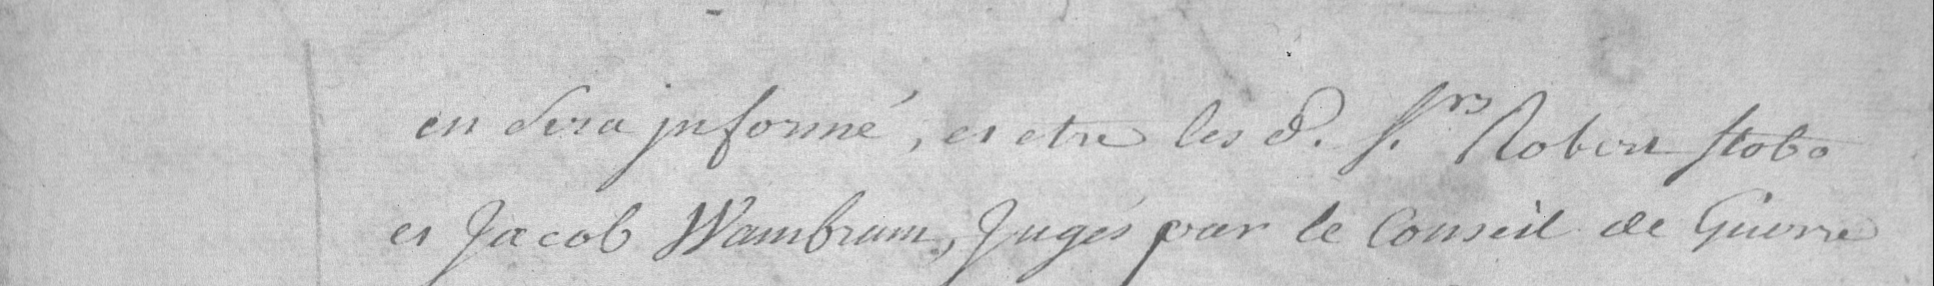 en sera informé, et etre les d. S.rs Robert Stobo
et Jacob Wambram, Jugés par le Conseil de Guerre